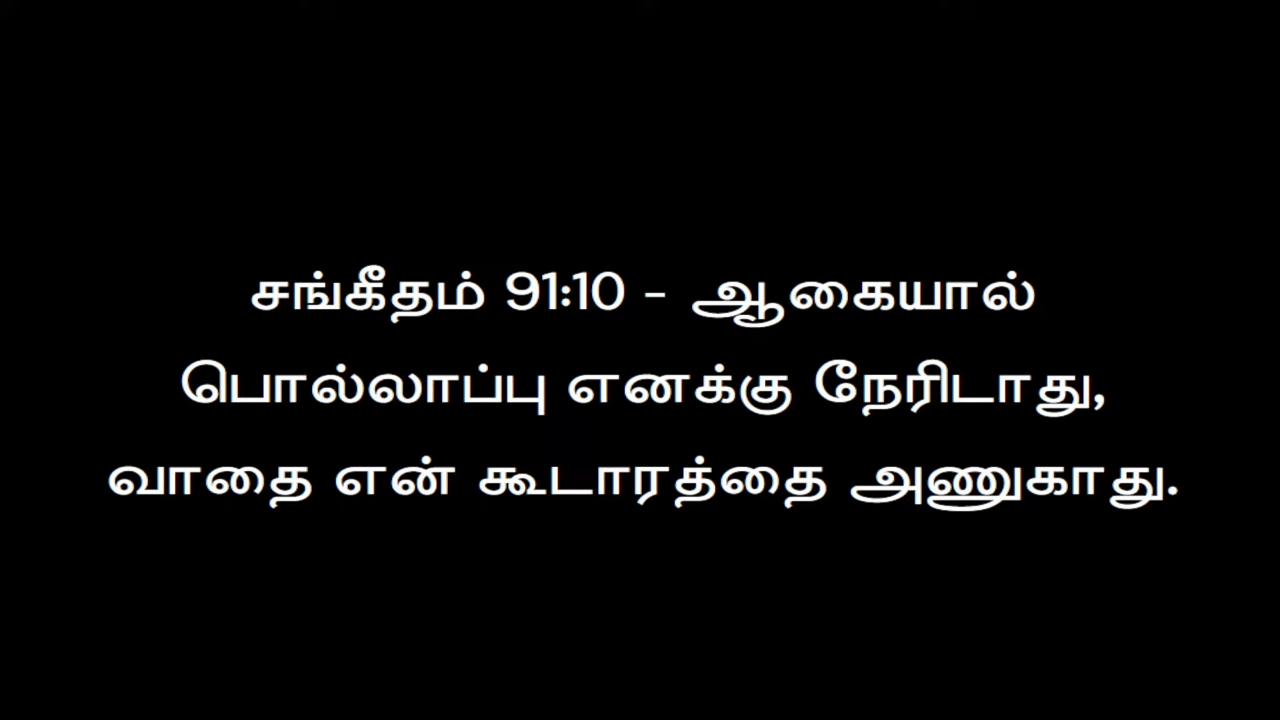 சங்கீதம் 91:10 - ஆகையால்
பொல்லாப்பு எனக்கு நேரிடாது,
வாதை என் கூடாரத்தை அணுகாது.